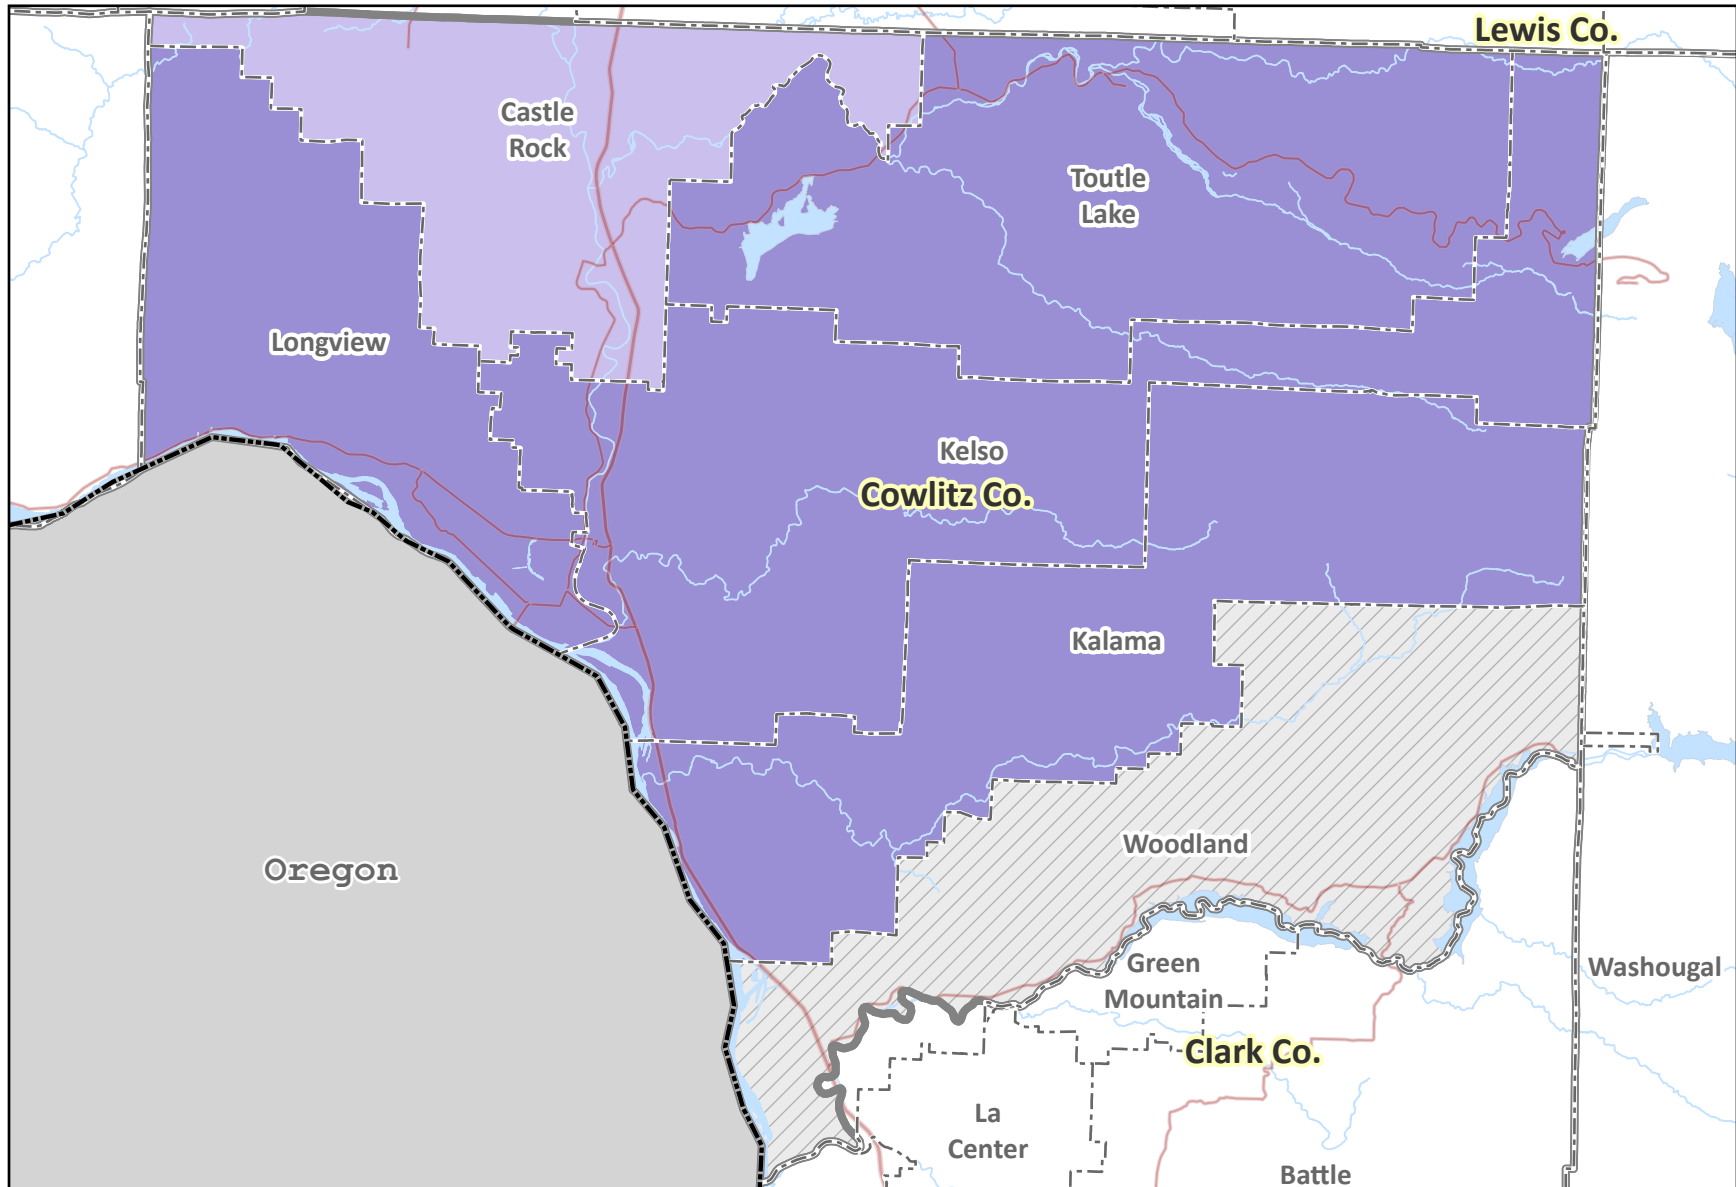 Lewis Co.
Castle
Rock
Toutle
Lake
Longview
Kelso
Cowlitz Co.
Kalama
Woodland
Oregon
Green
Mountain
Washougal
Clark Co.
La
Center
Battle